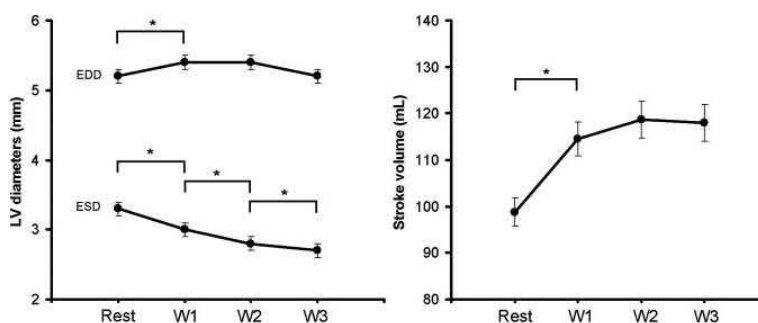 LV diameters (mm)
6
5
4
3
2
EDD
ESD
*
*
*
*
Rest W1 W2 W3
Stroke volume (mL)
140
130
120
110
100
90
80
*
Rest W1 W2 W3